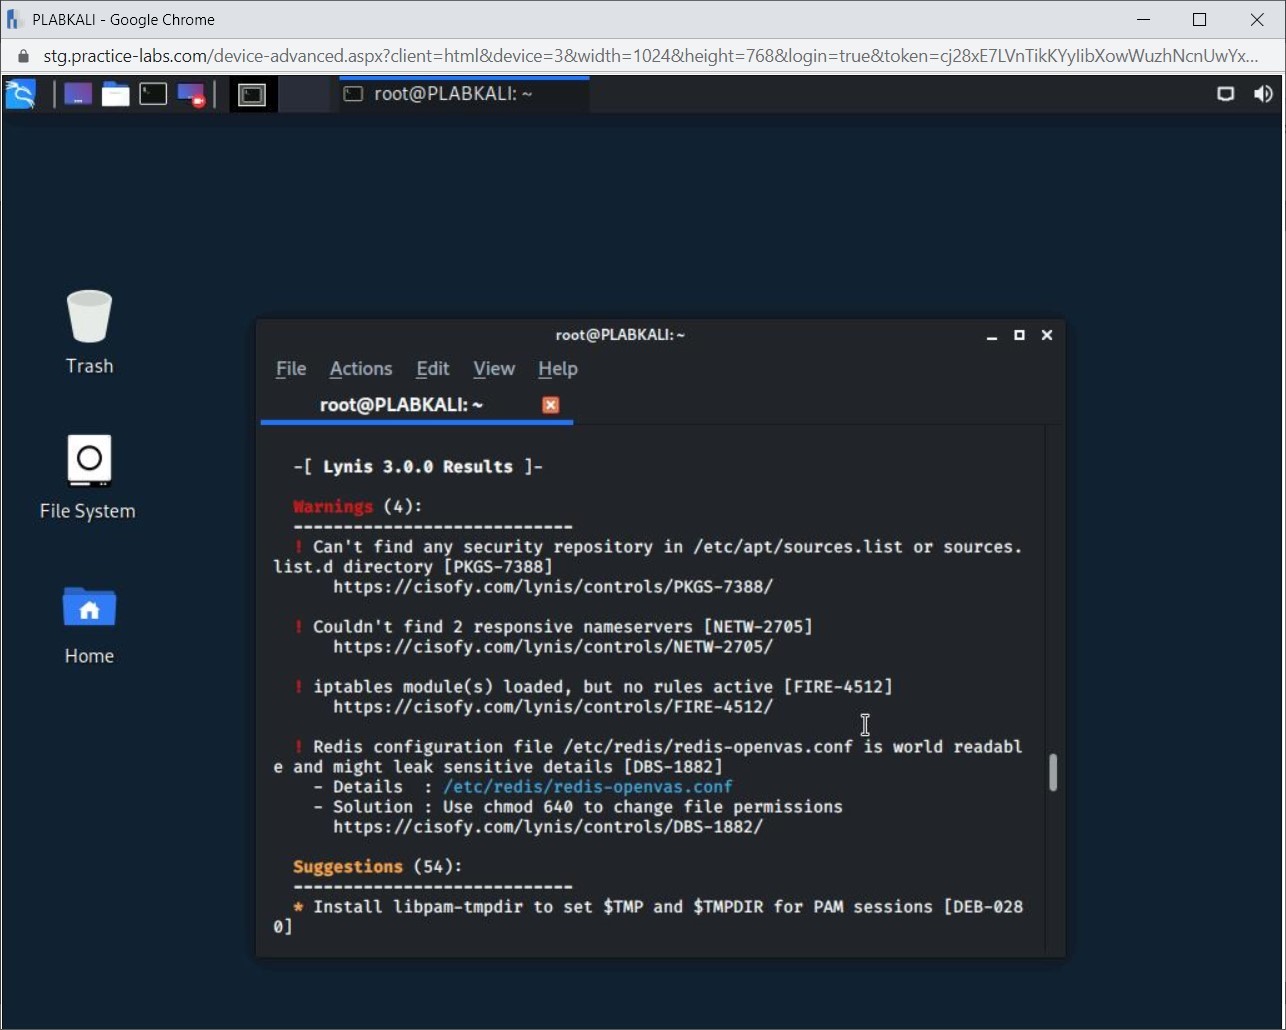 PLABKALI - Google Chrome
stg.practice-labs.com/device-advanced.aspx?client=html&device=3&width=1024&height=768&login=true&token=cj28xE7LVnTikKYylibXowWuzhNcnUwYx...
root@PLABKALI: ~
Trash
File System
Home
root@PLABKALI: ~
File Actions Edit View Help
root@PLABKALI: ~
-[ Lynis 3.0.0 Results ]-
Warnings (4):
----------------------------
! Can't find any security repository in /etc/apt/sources.list or sources.
list.d directory [PKGS-7388]
https://cisofy.com/lynis/controls/PKGS-7388/
! Couldn't find 2 responsive nameservers [NETW-2705]
https://cisofy.com/lynis/controls/NETW-2705/
! iptables module(s) loaded, but no rules active [FIRE-4512]
https://cisofy.com/lynis/controls/FIRE-4512/
! Redis configuration file /etc/redis/redis-openvas.conf is world readabl
e and might leak sensitive details [DBS-1882]
- Details : /etc/redis/redis-openvas.conf
- Solution : Use chmod 640 to change file permissions
https://cisofy.com/lynis/controls/DBS-1882/
Suggestions (54):
----------------------------
* Install libpam-tmpdir to set $TMP and $TMPDIR for PAM sessions [DEB-028
0]